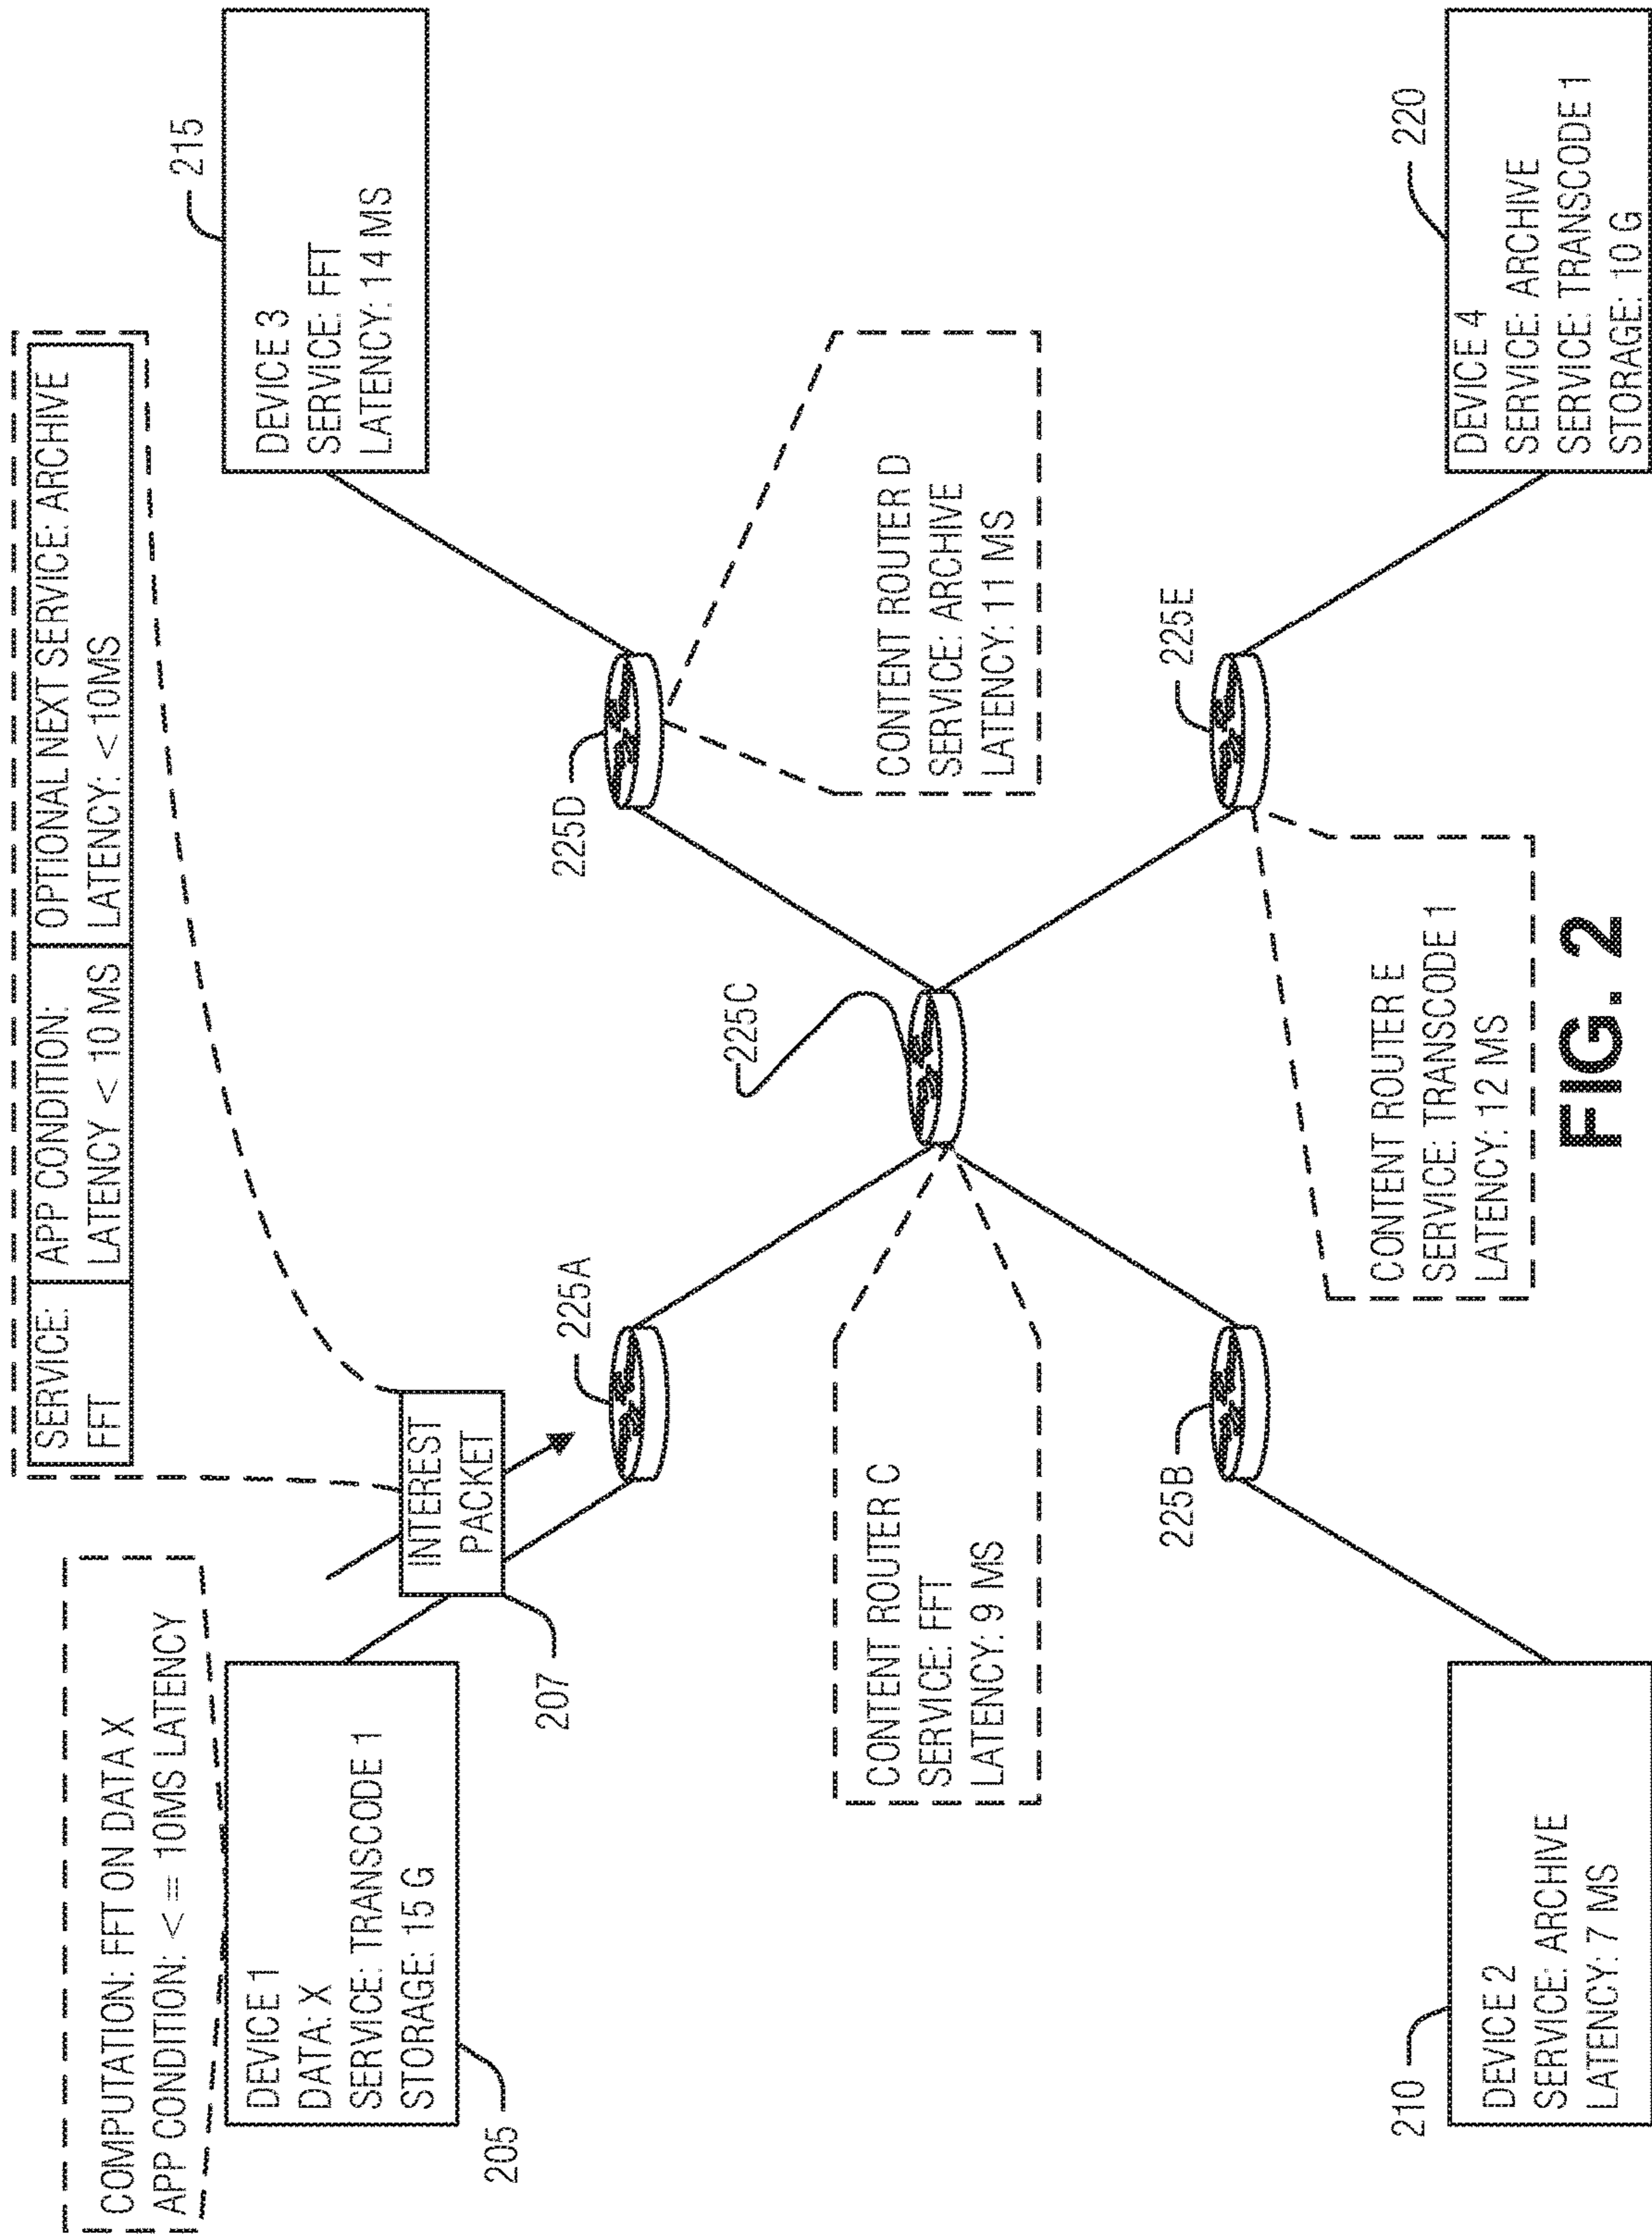 COMPUTATION: FFT ON DATA X
APP CONDITION: < = 10MS LATENCY
SERVICE:
FFT
APP CONDITION:
LATENCY < 10 MS
OPTIONAL NEXT SERVICE: ARCHIVE
LATENCY: < 10MS
DEVICE 1
DATA: X
SERVICE: TRANSCODE 1
STORAGE: 15 G
205
INTEREST
PACKET
207
225A
DEVICE 3
SERVICE: FFT
LATENCY: 14 MS
215
225D
225C
CONTENT ROUTER C
SERVICE: FFT
LATENCY: 9 MS
CONTENT ROUTER D
SERVICE: ARCHIVE
LATENCY: 11 MS
225B
225E
DEVICE 2
SERVICE: ARCHIVE
LATENCY: 7 MS
210
CONTENT ROUTER E
SERVICE: TRANSCODE 1
LATENCY: 12 MS
DEVICE 4
SERVICE: ARCHIVE
SERVICE: TRANSCODE 1
STORAGE: 10 G
220
FIG. 2